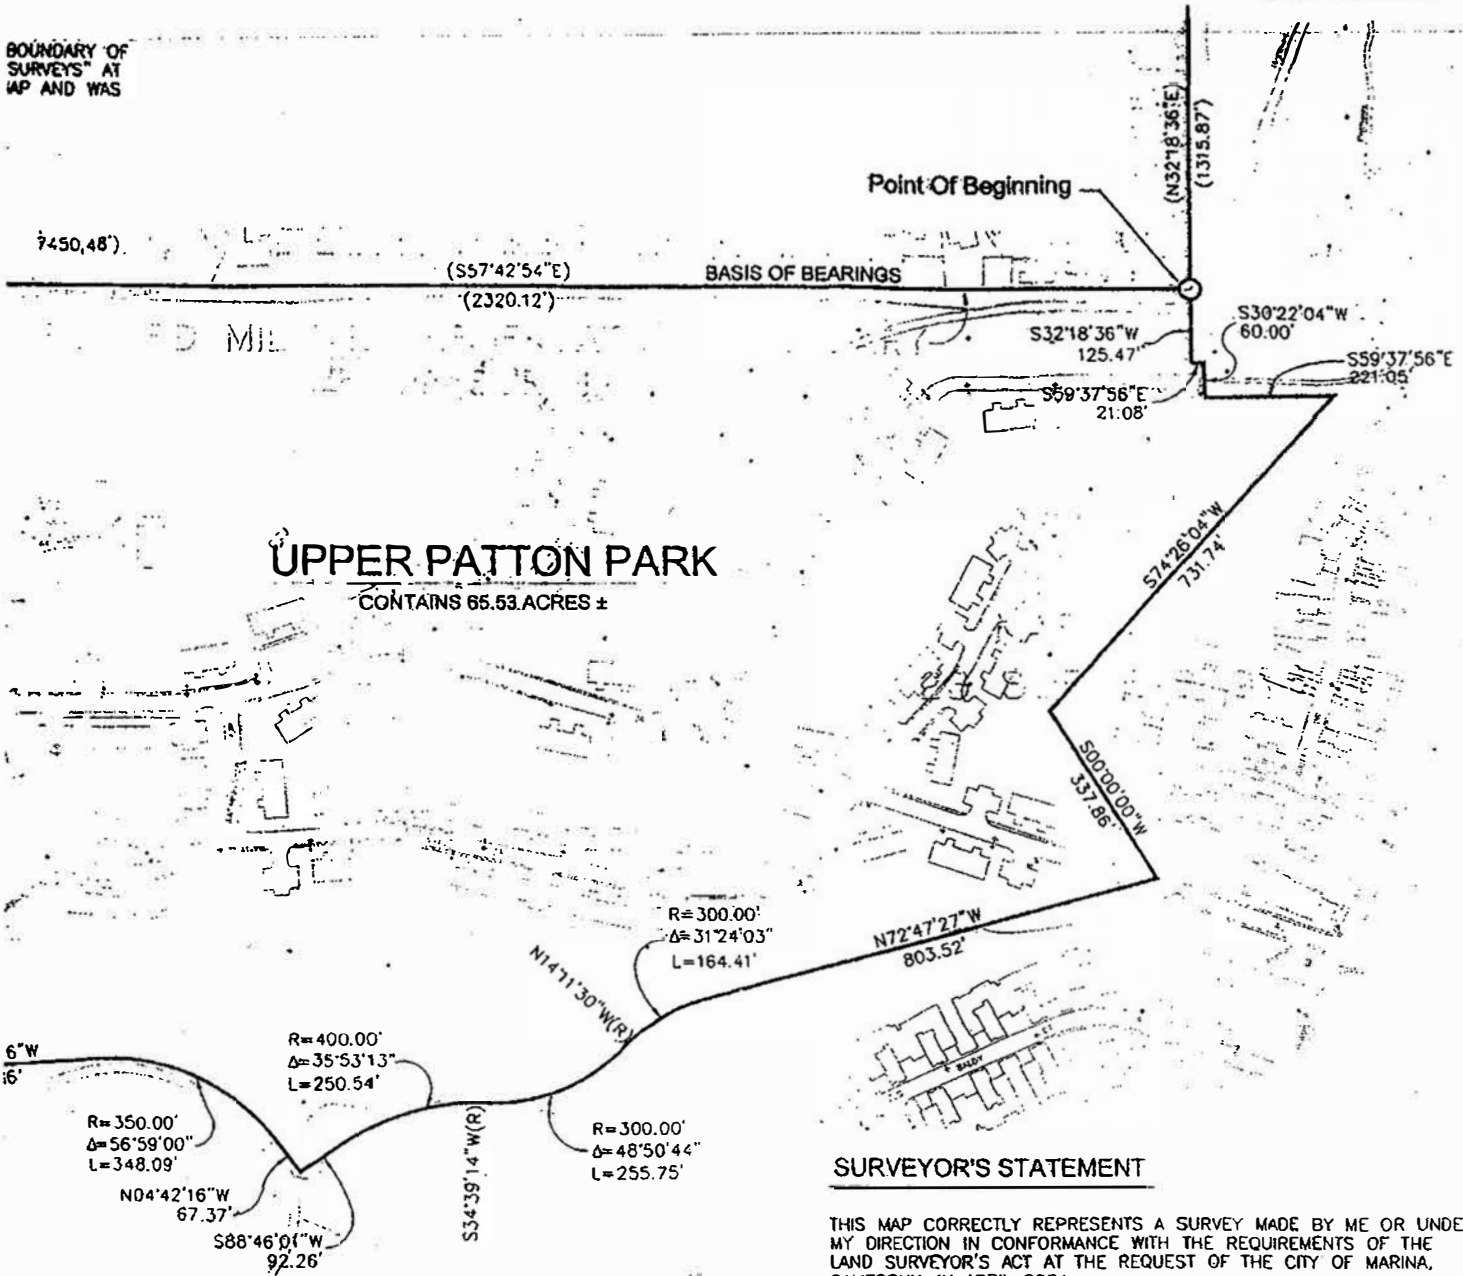 BOUNDARY OF
SURVEYS" AT
AP AND WAS
(N32°18'36"E)
(1315.87')
Point Of Beginning
7450.48')
(S57°42'54"E)
(2320.12')
BASIS OF BEARINGS
S32°18'36"W
125.47'
S30°22'04"W
60.00'
S59°37'56"E
221.05'
S59°37'56"E
21.08'
MIL
UPPER PATTON PARK
CONTAINS 65.53 ACRES ±
S74°26'04"W
731.74'
S00°00'00"W
337.86'
R=300.00'
Δ=31°24'03"
L=164.41'
N72°47'27"W
803.52'
N14°11'30"W(R)
6"W
6'
R=400.00'
Δ=35°53'13"
L=250.54'
R=350.00'
Δ=56°59'00"
L=348.09'
R=300.00'
Δ=48°50'44"
L=255.75'
S34°39'14"W(R)
N04°42'16"W
67.37'
S88°46'01"W
92.26'
BALDY
SURVEYOR'S STATEMENT
THIS MAP CORRECTLY REPRESENTS A SURVEY MADE BY ME OR UNDE
MY DIRECTION IN CONFORMANCE WITH THE REQUIREMENTS OF THE
LAND SURVEYOR'S ACT AT THE REQUEST OF THE CITY OF MARINA,